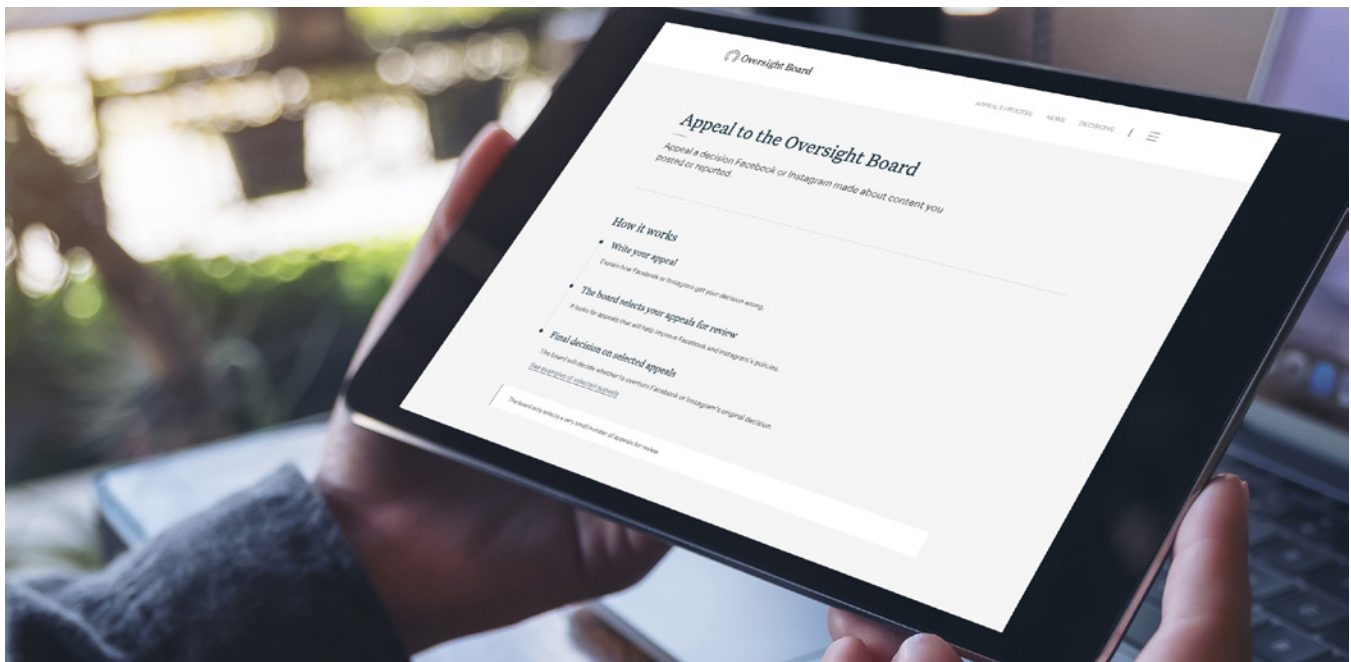 Oversight Board
APPEALS PROCESS NEWS DECISIONS
Appeal to the Oversight Board
Appeal a decision Facebook or Instagram made about content you
posted or reported.
How it works
Write your appeal
Explain how Facebook or Instagram got your decision wrong.
The board selects your appeals for review
It looks for appeals that will help improve Facebook and Instagram's policies.
Final decision on selected appeals
The board will decide whether to overturn Facebook or Instagram's original decision.
See examples of selected appeals
The board only selects a very small number of appeals for review.